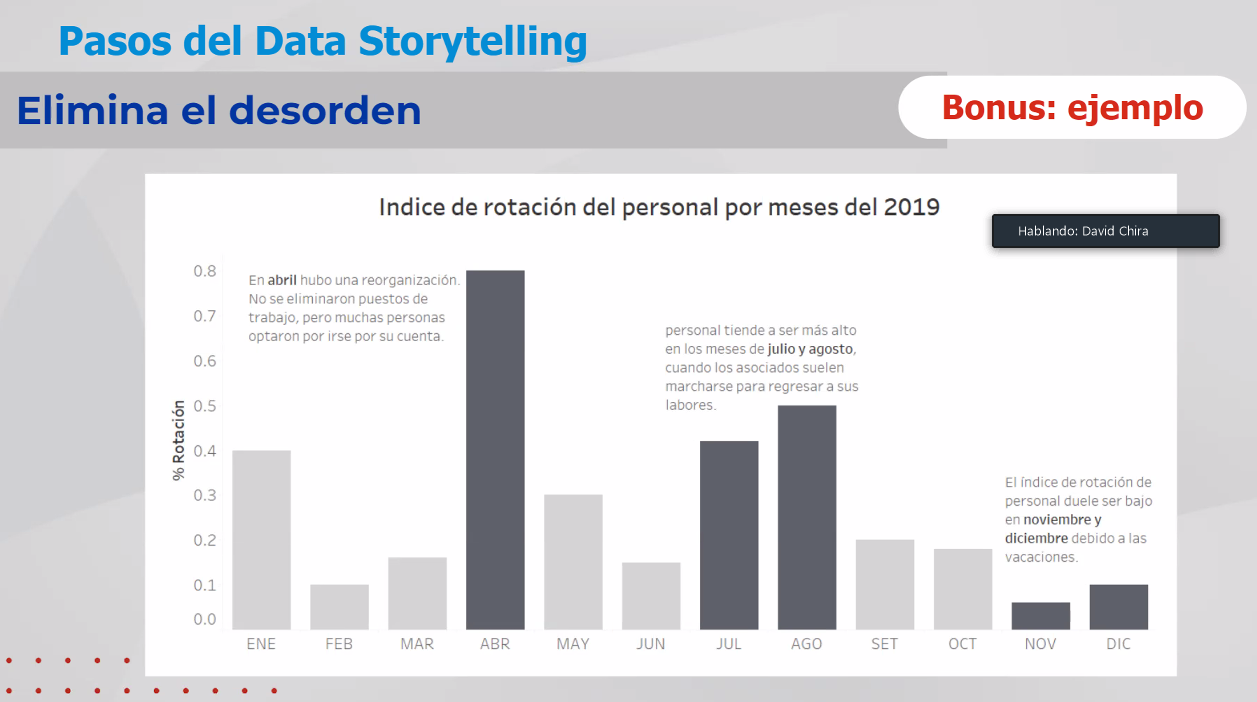 Pasos del Data Storytelling
Elimina el desorden
Bonus: ejemplo
Indice de rotación del personal por meses del 2019
Hablando: David Chira
En abril hubo una reorganización.
No se eliminaron puestos de
trabajo, pero muchas personas
optaron por irse por su cuenta.
personal tiende a ser más alto
en los meses de julio y agosto,
cuando los asociados suelen
marcharse para regresar a sus
labores.
El índice de rotación de
personal duele ser bajo
en noviembre y
diciembre debido a las
vacaciones.
% Rotación
0.8
0.7
0.6
0.5
0.4
0.3
0.2
0.1
0.0
ENE FEB MAR ABR MAY JUN JUL AGO SET OCT NOV DIC